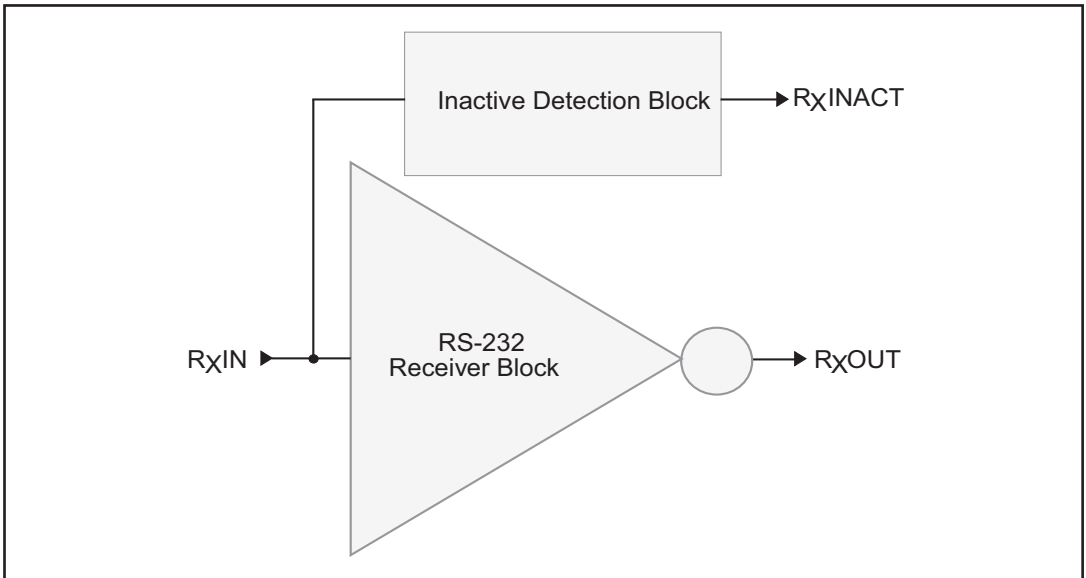 Inactive Detection Block
RXINACT
RS-232
Receiver Block
RXIN
RXOUT